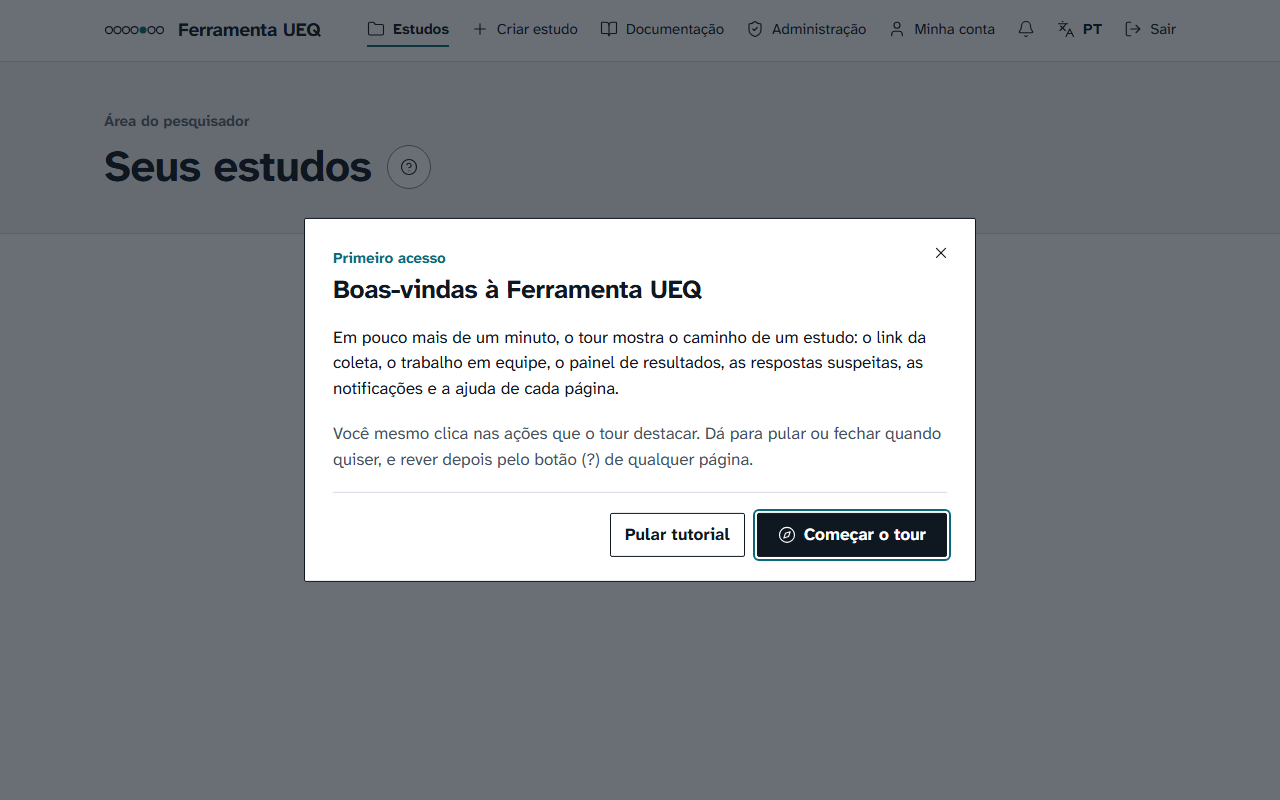 Ferramenta UEQ
Estudos
Criar estudo
Documentação
Administração
Minha conta
PT
Sair
Área do pesquisador
Seus estudos
Primeiro acesso
Boas-vindas à Ferramenta UEQ
Em pouco mais de um minuto, o tour mostra o caminho de um estudo: o link da
coleta, o trabalho em equipe, o painel de resultados, as respostas suspeitas, as
notificações e a ajuda de cada página.
Você mesmo clica nas ações que o tour destacar. Dá para pular ou fechar quando
quiser, e rever depois pelo botão (?) de qualquer página.
Pular tutorial
Começar o tour